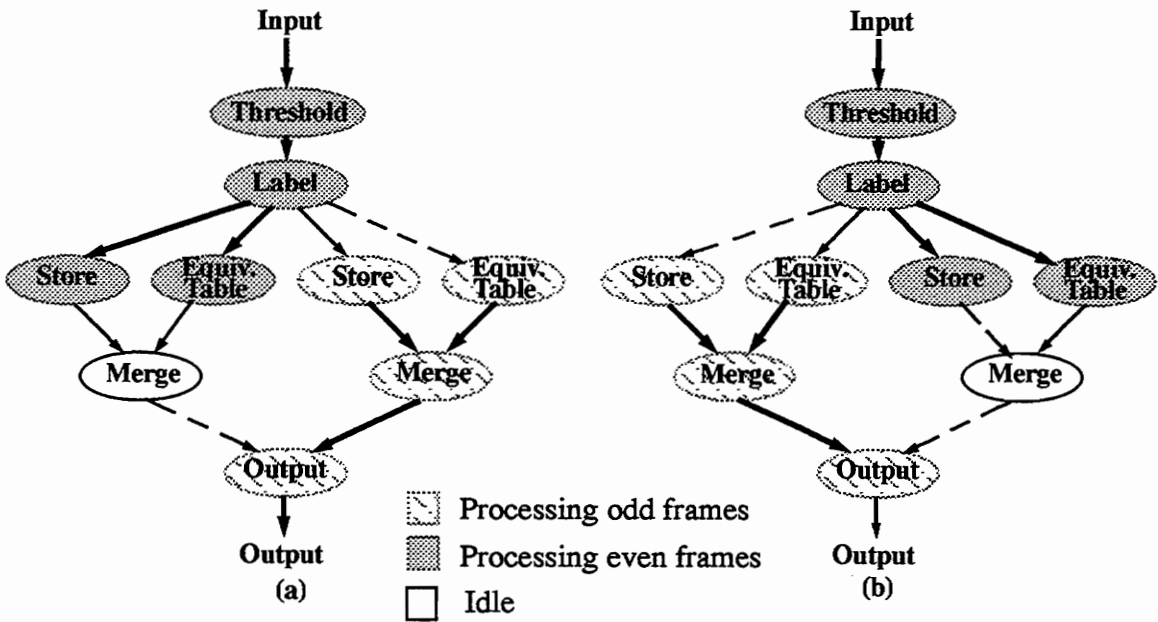 Input
Threshold
Label
Store
Equiv.
Table
Store
Equiv.
Table
Merge
Merge
Output
Output
(a)
Input
Threshold
Label
Store
Equiv.
Table
Store
Equiv.
Table
Merge
Merge
Output
Output
(b)
Processing odd frames
Processing even frames
Idle